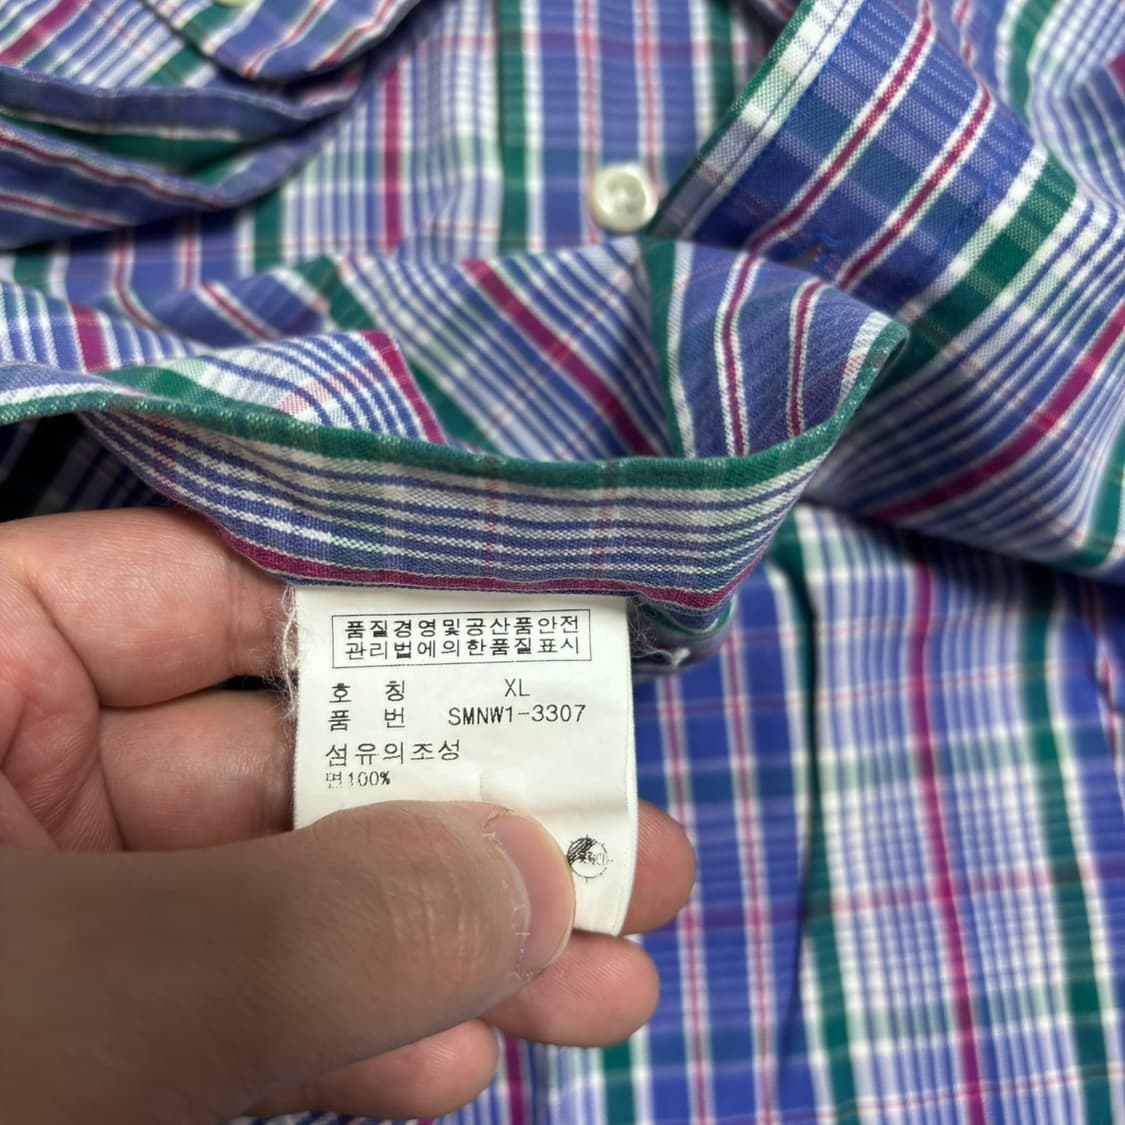 품질경영및공산품안전
관리법에의한품질표시
호 칭 XL
품 번 SMNW1-3307
섬유의조성
면100%